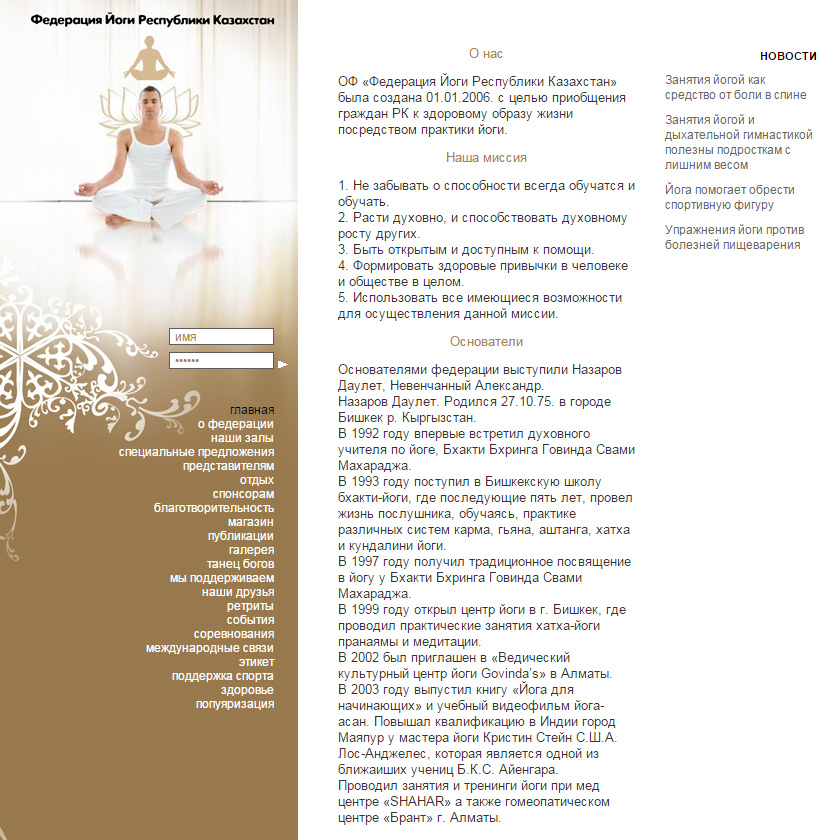 Федерация Йоги Республики Казахстан
имя
••••••
главная
о федерации
наши залы
специальные предложения
представителям
отдых
спонсорам
благотворительность
магазин
публикации
галерея
танец богов
мы поддерживаем
наши друзья
ретриты
события
соревнования
международные связи
этикет
поддержка спорта
здоровье
попуяризация
О нас
ОФ «Федерация Йоги Республики Казахстан»
была создана 01.01.2006. с целью приобщения
граждан РК к здоровому образу жизни
посредством практики йоги.
Наша миссия
1. Не забывать о способности всегда обучатся и
обучать.
2. Расти духовно, и способствовать духовному
росту других.
3. Быть открытым и доступным к помощи.
4. Формировать здоровые привычки в человеке
и обществе в целом.
5. Использовать все имеющиеся возможности
для осуществления данной миссии.
Основатели
Основателями федерации выступили Назаров
Даулет, Невенчанный Александр.
Назаров Даулет. Родился 27.10.75. в городе
Бишкек р. Кыргызстан.
В 1992 году впервые встретил духовного
учителя по йоге, Бхакти Бхринга Говинда Свами
Махараджа.
В 1993 году поступил в Бишкекскую школу
бхакти-йоги, где последующие пять лет, провел
жизнь послушника, обучаясь, практике
различных систем карма, гьяна, аштанга, хатха
и кундалини йоги.
В 1997 году получил традиционное посвящение
в йогу у Бхакти Бхринга Говинда Свами
Махараджа.
В 1999 году открыл центр йоги в г. Бишкек, где
проводил практические занятия хатха-йоги
пранаямы и медитации.
В 2002 был приглашен в «Ведический
культурный центр йоги Govinda's» в Алматы.
В 2003 году выпустил книгу «Йога для
начинающих» и учебный видеофильм йога-
асан. Повышал квалификацию в Индии город
Маяпур у мастера йоги Кристин Стейн С.Ш.А.
Лос-Анджелес, которая является одной из
ближаиших учениц Б.К.С. Айенгара.
Проводил занятия и тренинги йоги при мед
центре «SHAHAR» а также гомеопатическом
центре «Брант» г. Алматы.
НОВОСТИ
Занятия йогой как
средство от боли в спине
Занятия йогой и
дыхательной гимнастикой
полезны подросткам с
лишним весом
Йога помогает обрести
спортивную фигуру
Упражнения йоги против
болезней пищеварения